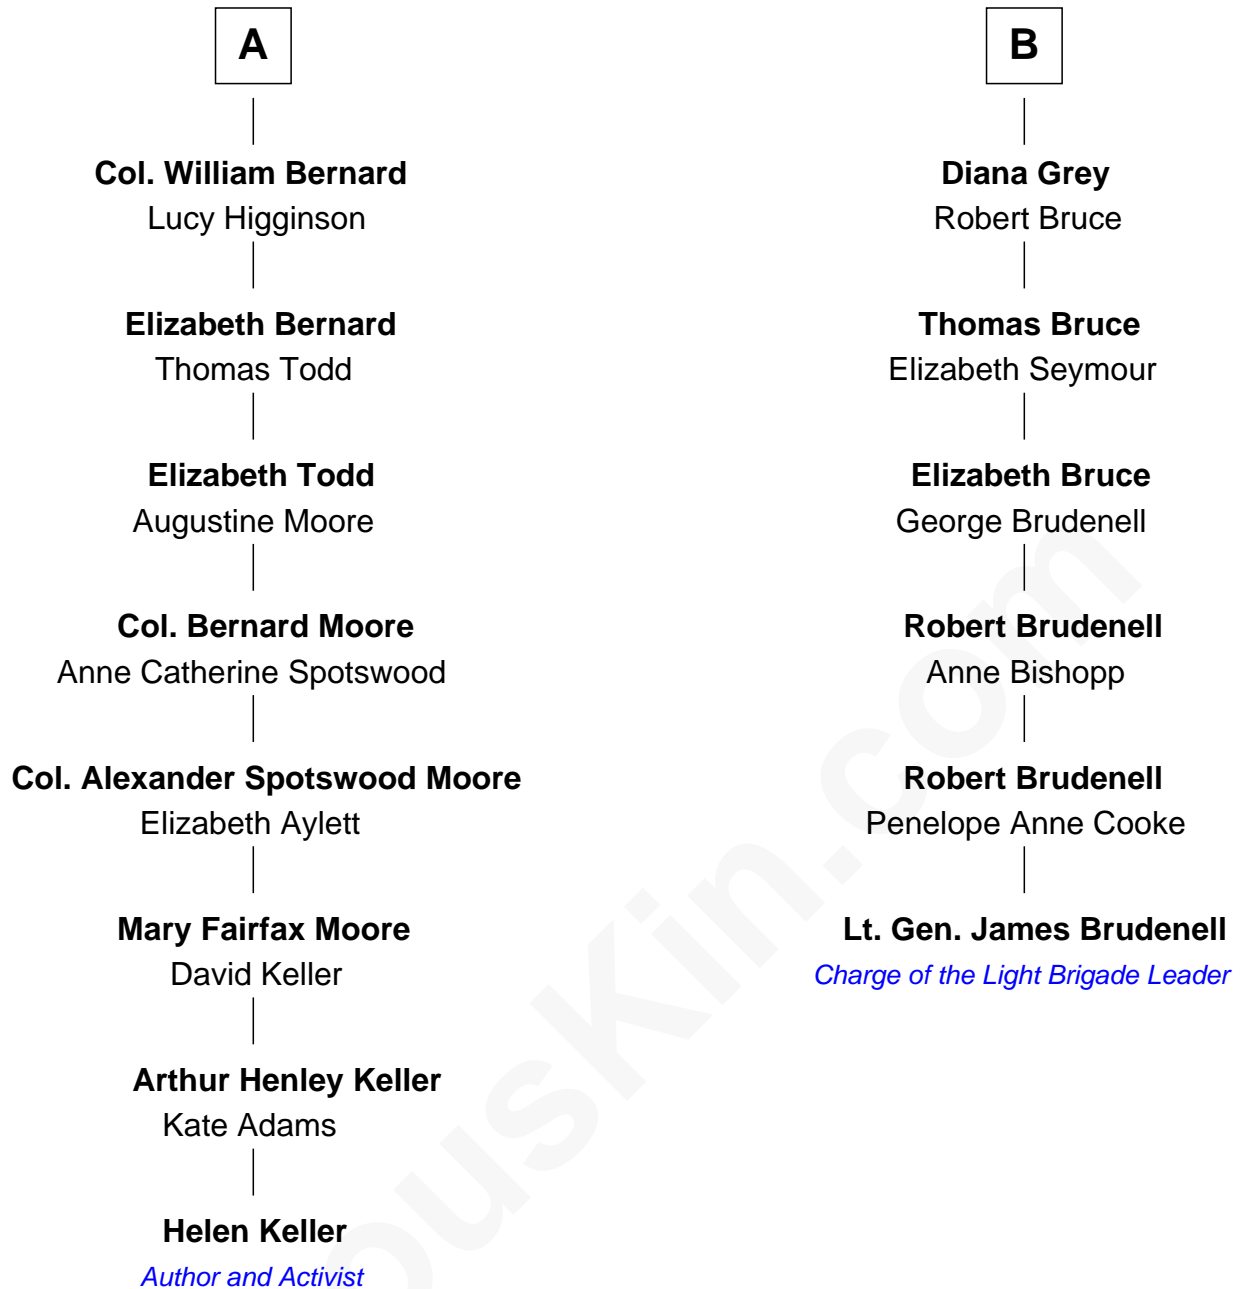 A
Col. William Bernard
Lucy Higginson
Elizabeth Bernard
Thomas Todd
Elizabeth Todd
Augustine Moore
Col. Bernard Moore
Anne Catherine Spotswood
Col. Alexander Spotswood Moore
Elizabeth Aylett
Mary Fairfax Moore
David Keller
Arthur Henley Keller
Kate Adams
Helen Keller
Author and Activist
B
Diana Grey
Robert Bruce
Thomas Bruce
Elizabeth Seymour
Elizabeth Bruce
George Brudenell
Robert Brudenell
Anne Bishopp
Robert Brudenell
Penelope Anne Cooke
Lt. Gen. James Brudenell
Charge of the Light Brigade Leader
ousKin.com